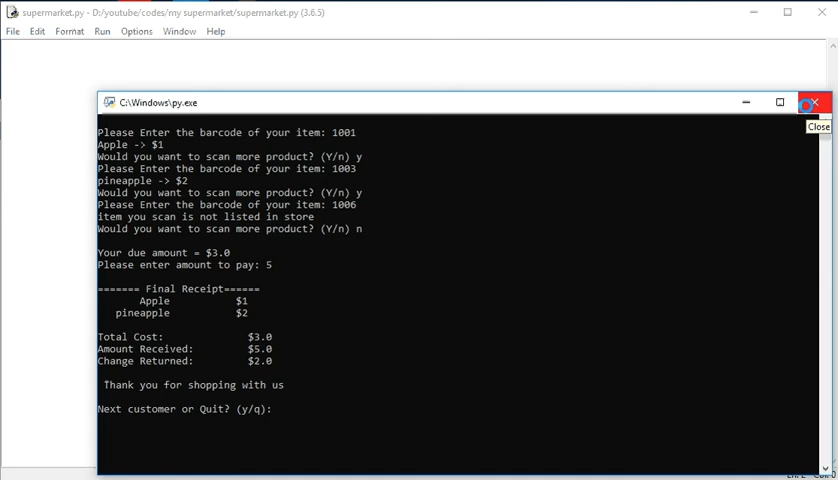 supermarket.py - D:/youtube/codes/my supermarket/supermarket.py (3.6.5)
File Edit Format Run Options Window Help
C:\Windows\py.exe
Close
Please Enter the barcode of your item: 1001
Apple -> $1
Would you want to scan more product? (Y/n) y
Please Enter the barcode of your item: 1003
pineapple -> $2
Would you want to scan more product? (Y/n) y
Please Enter the barcode of your item: 1006
item you scan is not listed in store
Would you want to scan more product? (Y/n) n
Your due amount = $3.0
Please enter amount to pay: 5
======= Final Receipt======
Apple $1
pineapple $2
Total Cost: $3.0
Amount Received: $5.0
Change Returned: $2.0
Thank you for shopping with us
Next customer or Quit? (y/q):